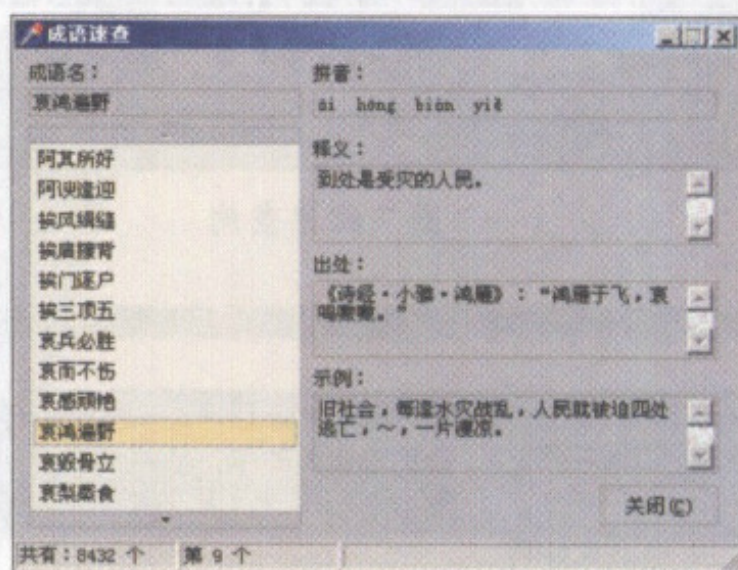 成语速查
成语名：
哀鸿遍野
阿其所好
阿谀逢迎
挨风缉缝
挨肩擦背
挨门逐户
挨三顶五
哀兵必胜
哀而不伤
哀感顽艳
哀鸿遍野
哀毁骨立
哀梨蒸食
拼音：
āi hóng biàn yiě
释义：
到处是受灾的人民。
出处：
《诗经·小雅·鸿雁》：“鸿雁于飞，哀
鸣嗷嗷。”
示例：
旧社会，每逢水灾战乱，人民就被迫四处
逃亡，～，一片凄凉。
关闭(C)
共有：8432 个 第 9 个